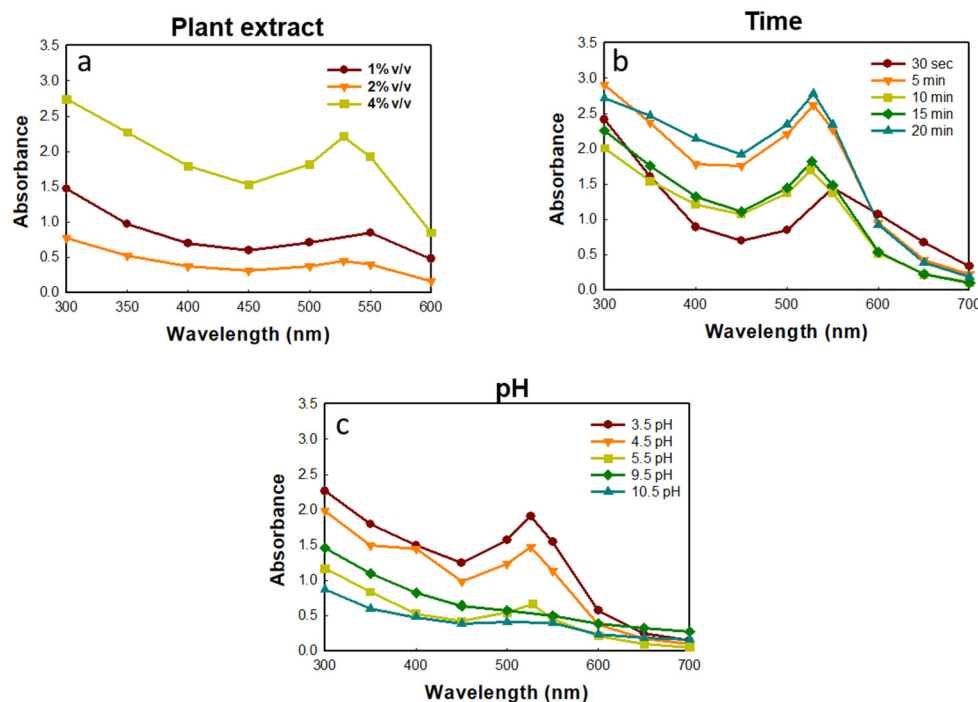 Plant extract
a
1% v/v
2% v/v
4% v/v
3.5
3.0
2.5
2.0
1.5
1.0
0.5
0.0
Absorbance
300 350 400 450 500 550 600
Wavelength (nm)
Time
b
30 sec
5 min
10 min
15 min
20 min
3.5
3.0
2.5
2.0
1.5
1.0
0.5
0.0
Absorbance
300 400 500 600 700
Wavelength (nm)
pH
c
3.5 pH
4.5 pH
5.5 pH
9.5 pH
10.5 pH
3.5
3.0
2.5
2.0
1.5
1.0
0.5
0.0
Absorbance
300 400 500 600 700
Wavelength (nm)